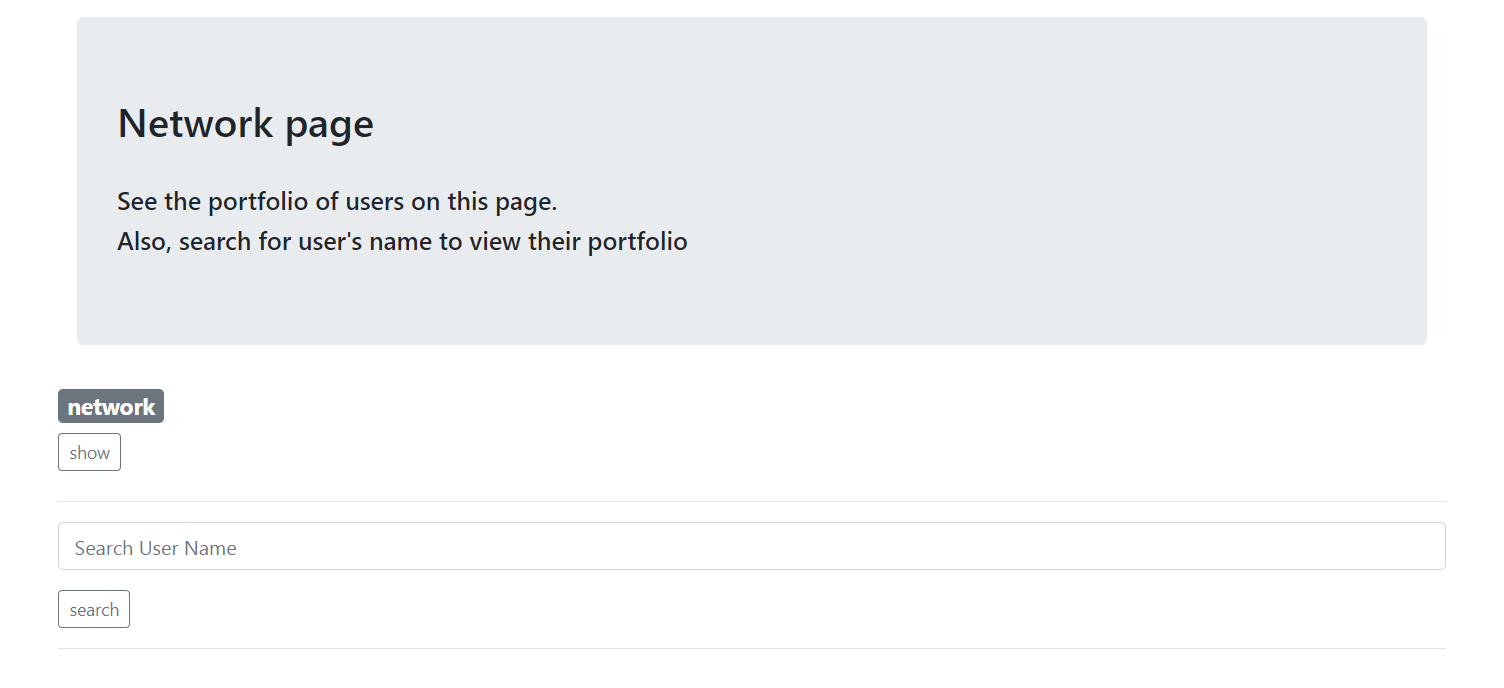 Network page
See the portfolio of users on this page.
Also, search for user's name to view their portfolio
network
show
Search User Name
search